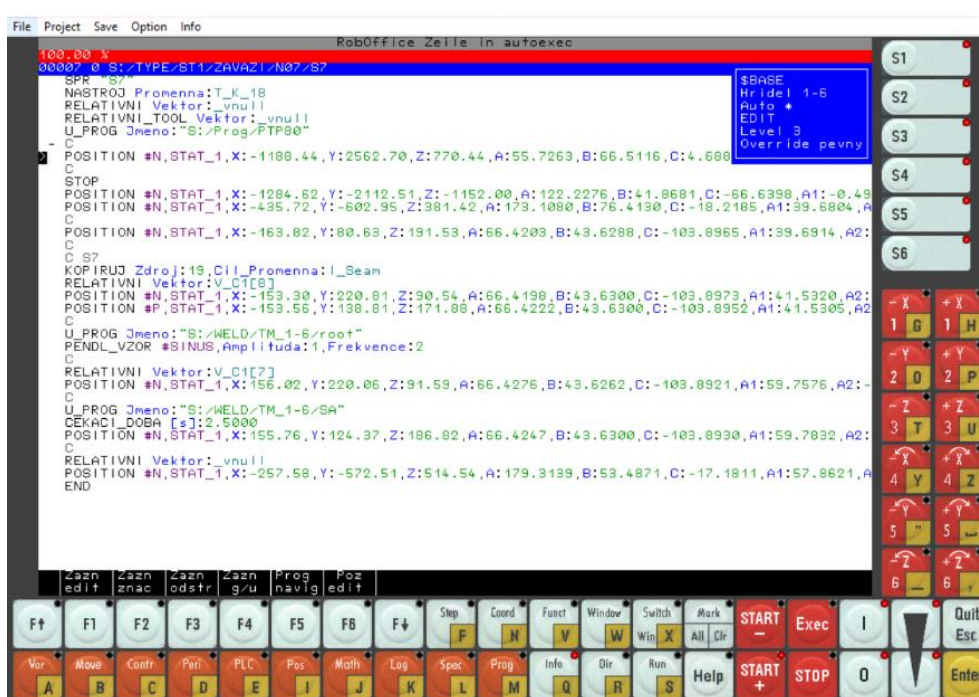 File Project Save Option Info
RobOffice Zeile in autoexec
100.00 %
00007 0 S:/TYPE/ST1/ZAVAZI/N07/S7
SPR "S7"
NASTROJ Promenna:T_K_18
RELATIVNI Vektor:_vnull
RELATIVNI_TOOL Vektor:_vnull
U_PROG Jmeno:"S:/Prog/PTP80"
- C
POSITION #N,STAT_1,X:-1188.44,Y:2562.70,Z:770.44,A:55.7263,B:66.5116,C:4.688
C
STOP
POSITION #N,STAT_1,X:-1284.62,Y:-2112.51,Z:-1152.00,A:122.2276,B:41.8681,C:-66.6398,A1:-0.49
POSITION #N,STAT_1,X:-435.72,Y:-602.95,Z:381.42,A:173.1080,B:76.4130,C:-18.2185,A1:39.6804,A
C
POSITION #N,STAT_1,X:-163.82,Y:80.63,Z:191.53,A:66.4203,B:43.6288,C:-103.8965,A1:39.6914,A2:
C
C S7
KOPIRUJ Zdroj:19,Cil_Promenna:I_Seam
RELATIVNI Vektor:V_C1[8]
POSITION #N,STAT_1,X:-153.30,Y:220.81,Z:90.54,A:66.4198,B:43.6300,C:-103.8973,A1:41.5320,A2:
POSITION #P,STAT_1,X:-153.56,Y:138.81,Z:171.88,A:66.4222,B:43.6300,C:-103.8952,A1:41.5305,A2
C
U_PROG Jmeno:"S:/WELD/TM_1-6/root"
PENDL_VZOR #SINUS,Amplituda:1,Frekvence:2
C
RELATIVNI Vektor:V_C1[7]
POSITION #N,STAT_1,X:156.02,Y:220.06,Z:91.59,A:66.4276,B:43.6262,C:-103.8921,A1:59.7576,A2:-
C
U_PROG Jmeno:"S:/WELD/TM_1-6/SA"
CEKACI_DOBA [s]:2.5000
POSITION #N,STAT_1,X:155.76,Y:124.37,Z:186.82,A:66.4247,B:43.6300,C:-103.8930,A1:59.7832,A2:
C
RELATIVNI Vektor:_vnull
POSITION #N,STAT_1,X:-257.58,Y:-572.51,Z:514.54,A:179.3139,B:53.4871,C:-17.1811,A1:57.8621,A
END
$BASE
Hridel 1-6
Auto *
EDIT
Level 3
Override pevny
S1
S2
S3
S4
S5
S6
-X +X
1 G 1 H
-Y +Y
2 O 2 P
-Z +Z
3 T 3 U
-X +X
4 Y 4 Z
-Y +Y
5 " 5
-Z +Z
6 _ 6 ,
Zazn Zazn Zazn Zazn Prog Poz
edit znac odstr g/u navig edit
F↑ F1 F2 F3 F4 F5 F6 F↓ Step F Coord N Funct V Window W Switch Win X Mark All Clr START − Exec I Quit Esc
Var A Move B Contr C Peri D PLC E Pos I Math J Log K Spec L Prog M Info Q Dir R Run S Help START + STOP 0 Enter